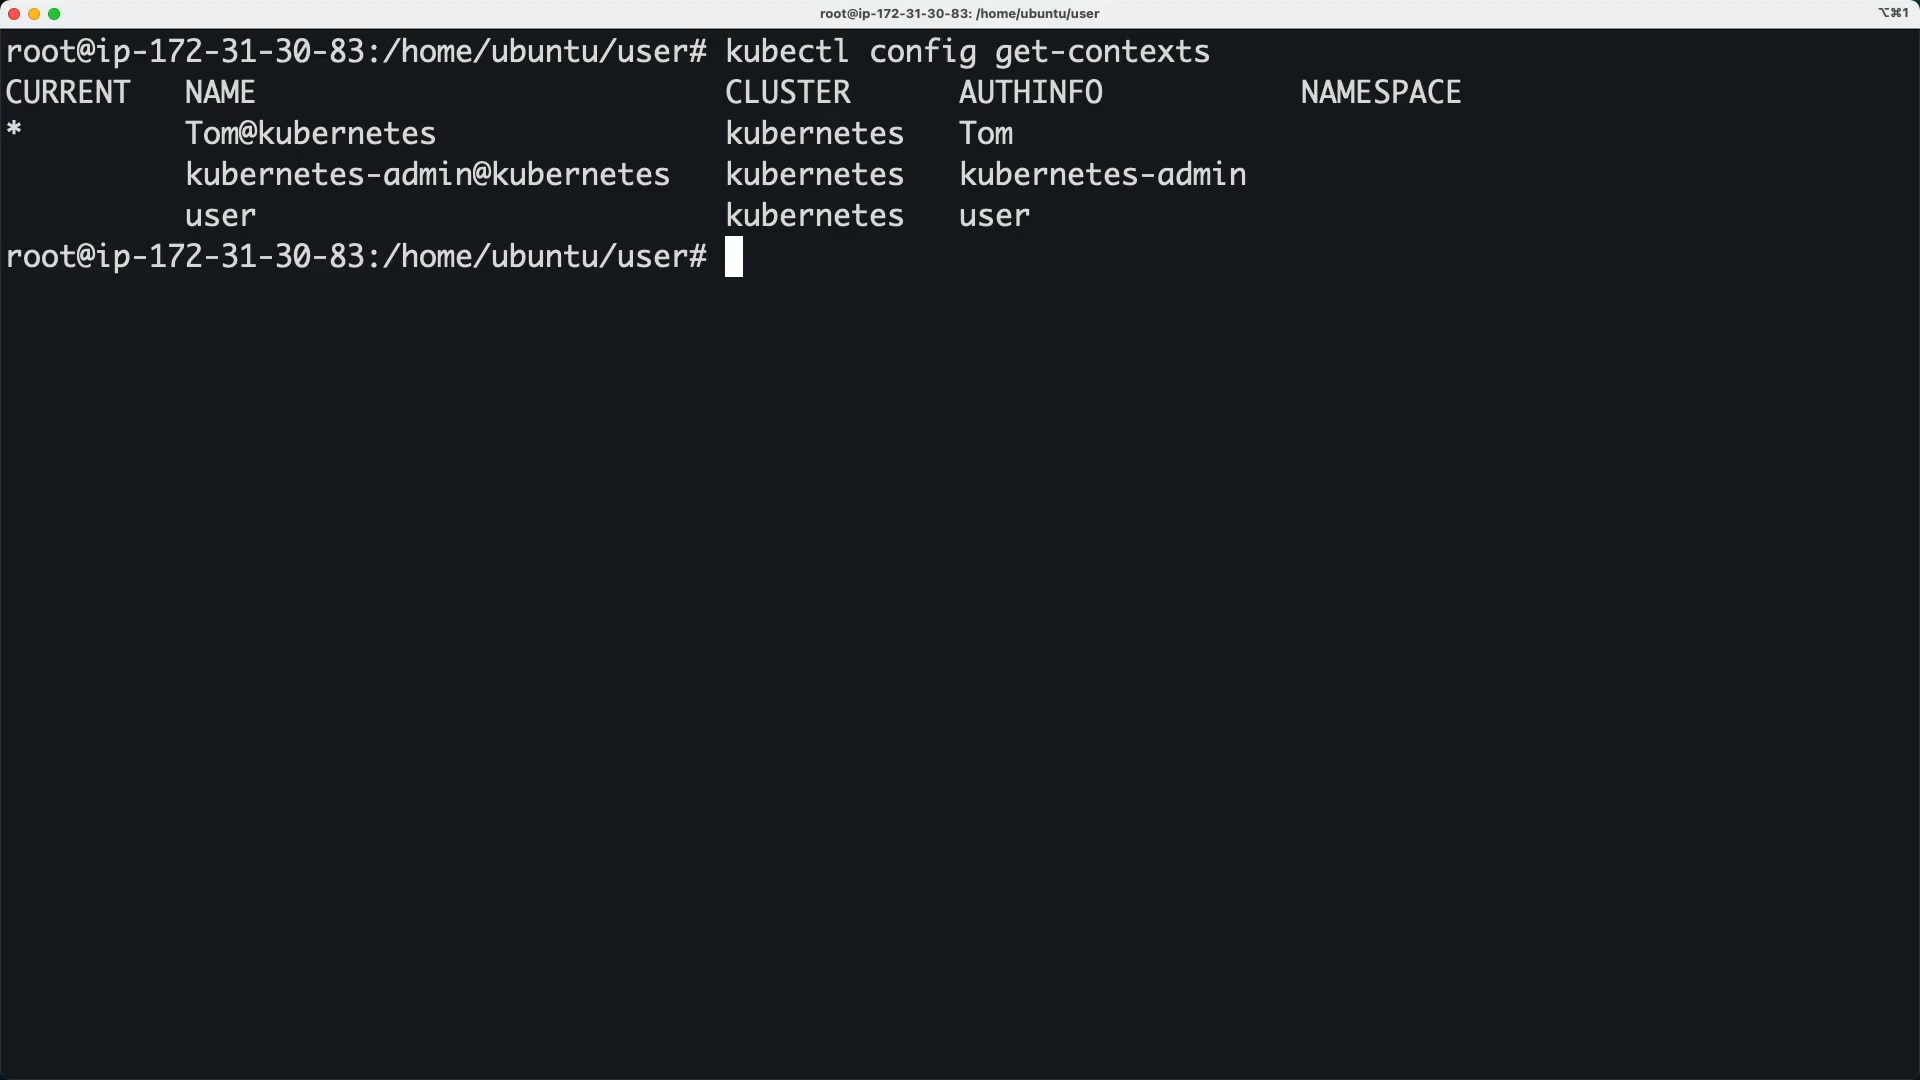 root@ip-172-31-30-83: /home/ubuntu/user
⌥⌘1
root@ip-172-31-30-83:/home/ubuntu/user# kubectl config get-contexts
CURRENT   NAME                          CLUSTER      AUTHINFO           NAMESPACE
*         Tom@kubernetes                kubernetes   Tom
          kubernetes-admin@kubernetes   kubernetes   kubernetes-admin
          user                          kubernetes   user
root@ip-172-31-30-83:/home/ubuntu/user#